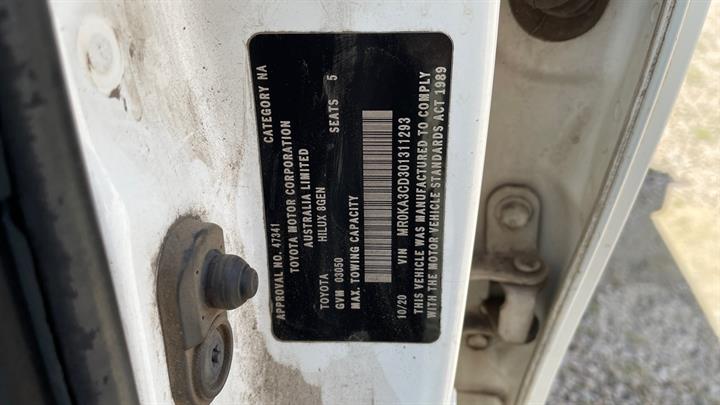 APPROVAL NO. 47341 CATEGORY NA
TOYOTA MOTOR CORPORATION
AUSTRALIA LIMITED
TOYOTA HILUX 8GEN
GVM 03050 SEATS 5
MAX. TOWING CAPACITY
10/20 VIN MR0KA3CD301311293
THIS VEHICLE WAS MANUFACTURED TO COMPLY
WITH THE MOTOR VEHICLE STANDARDS ACT 1989